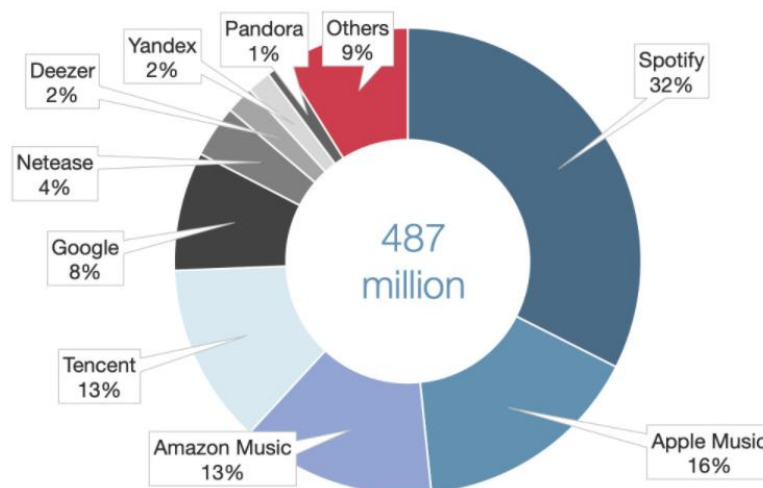 Pandora
1%
Others
9%
Yandex
2%
Deezer
2%
Spotify
32%
Netease
4%
Google
8%
487
million
Tencent
13%
Amazon Music
13%
Apple Music
16%